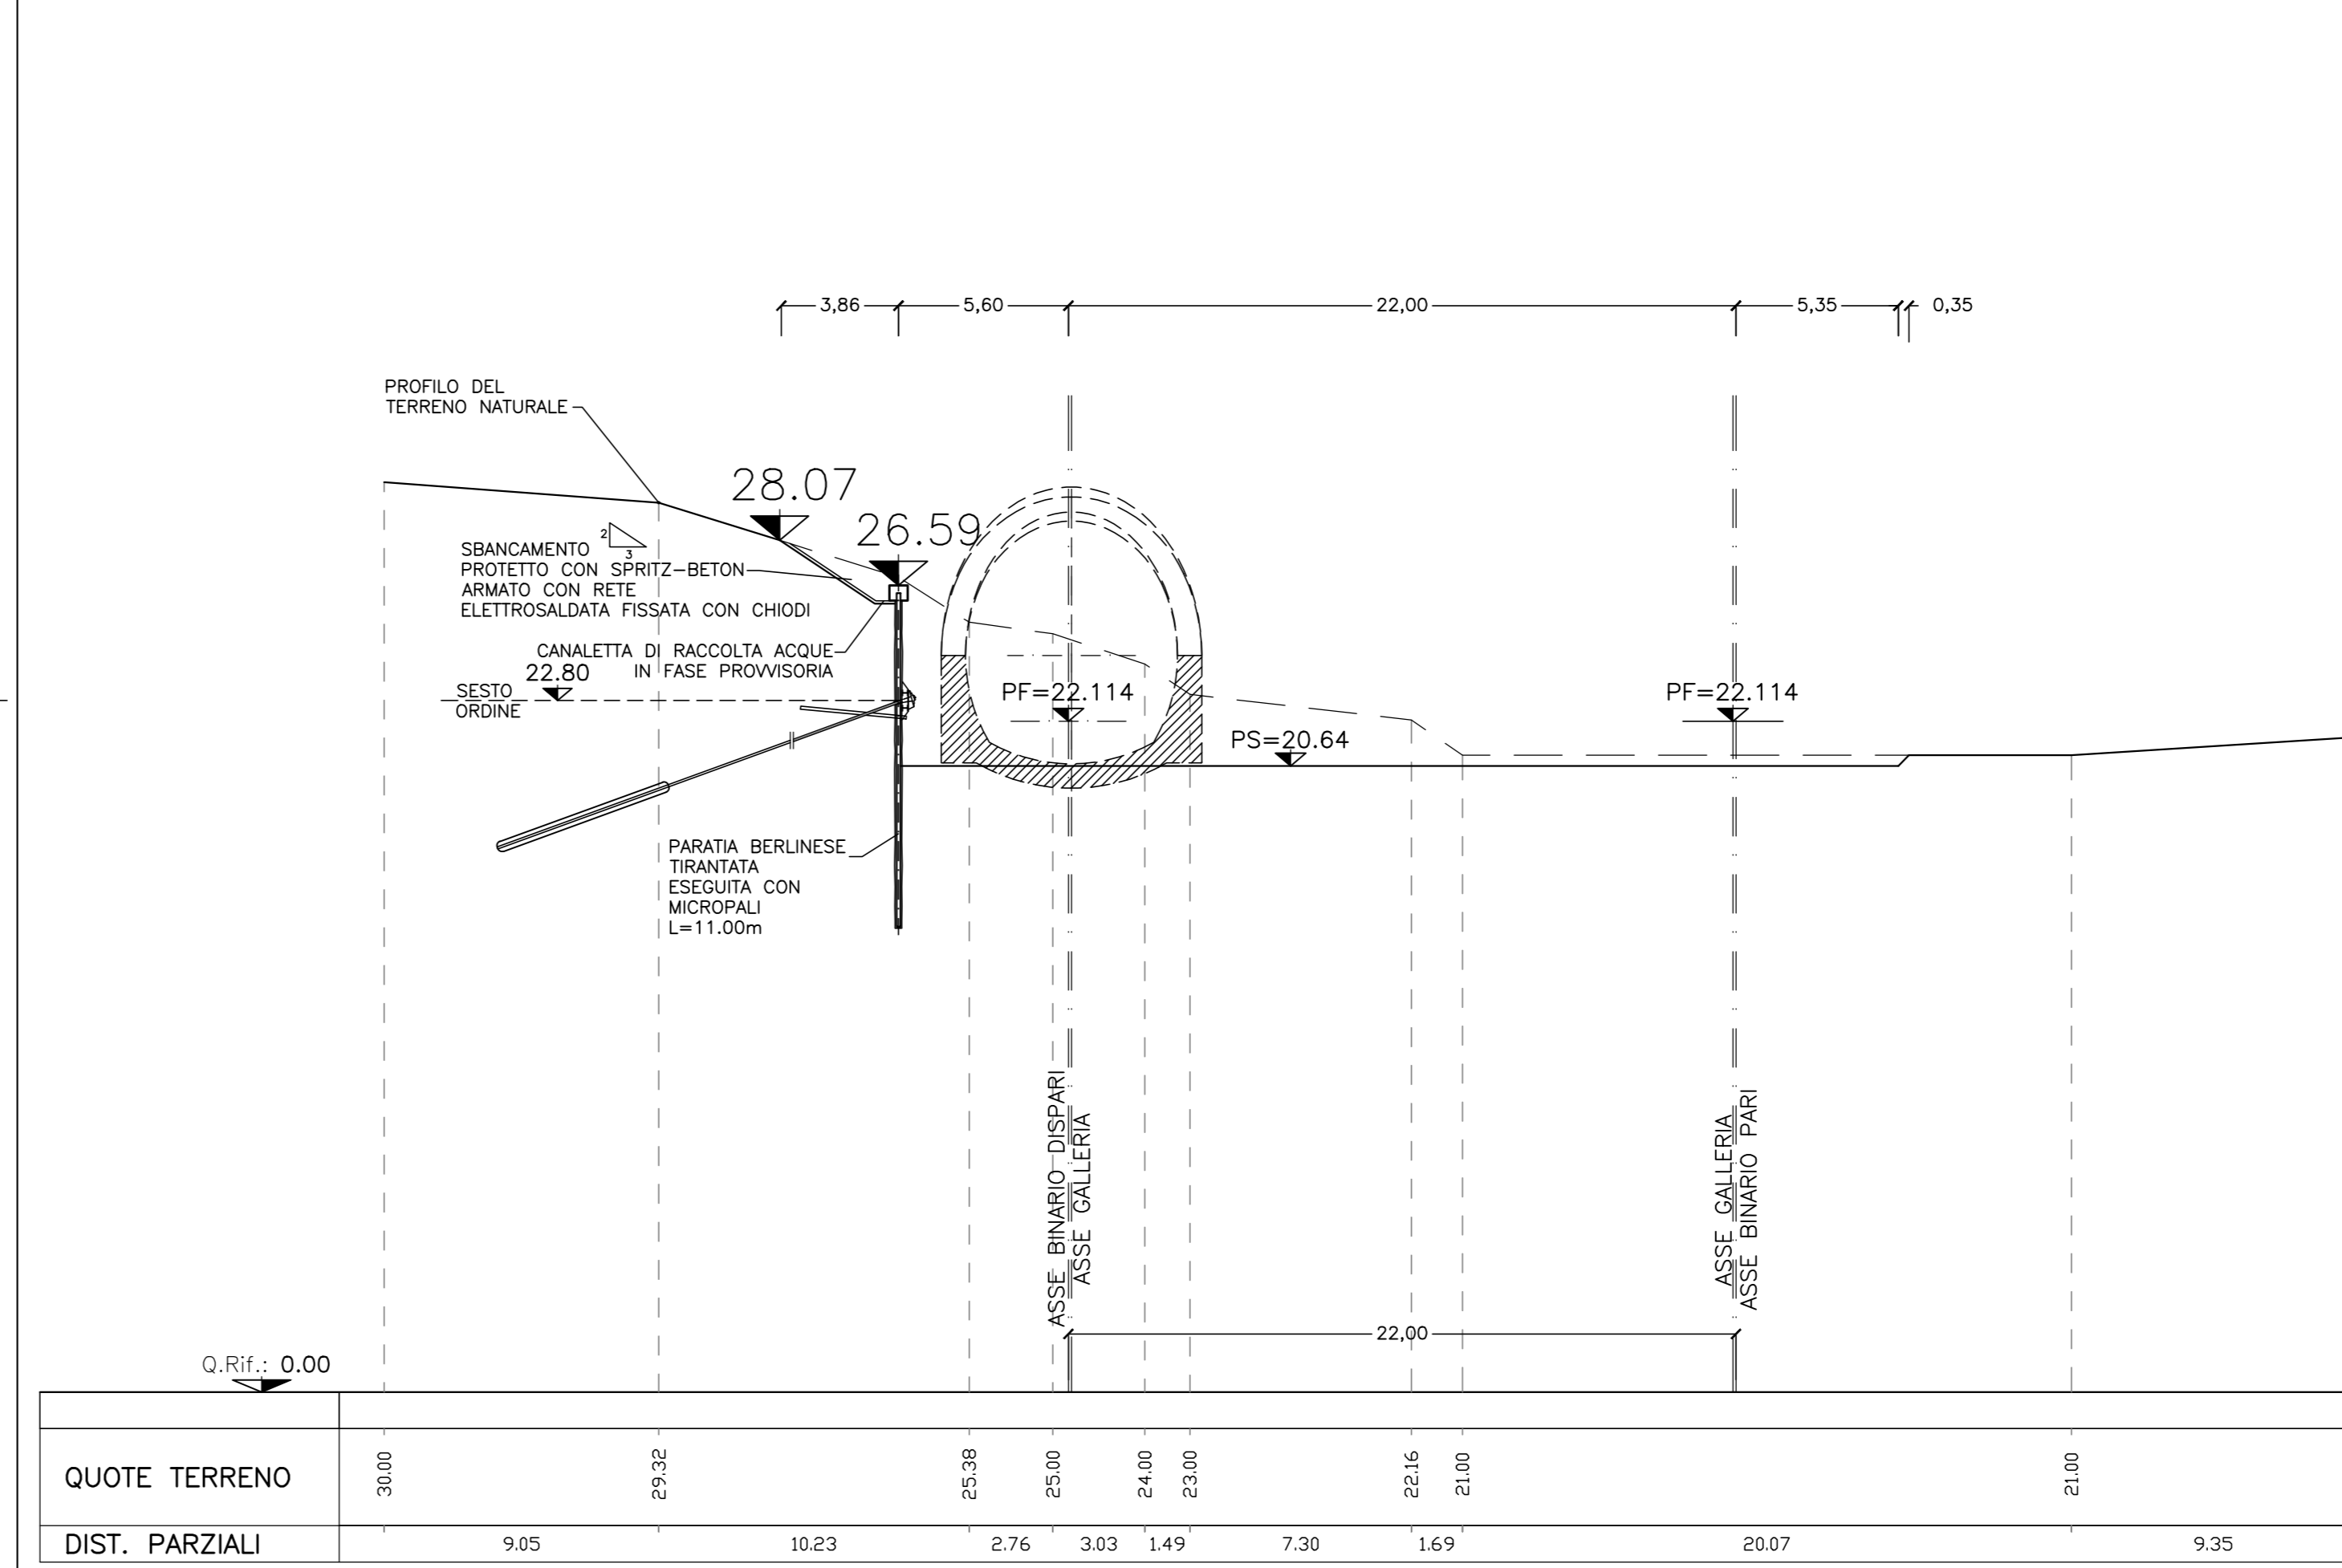 3,86 5,60 22,00 5,35 0,35
PROFILO DEL
TERRENO NATURALE
28.07
26.59
2
3
SBANCAMENTO
PROTETTO CON SPRITZ-BETON
ARMATO CON RETE
ELETTROSALDATA FISSATA CON CHIODI
CANALETTA DI RACCOLTA ACQUE
IN FASE PROVVISORIA
22.80
SESTO
ORDINE
PF=22.114
PF=22.114
PS=20.64
PARATIA BERLINESE
TIRANTATA
ESEGUITA CON
MICROPALI
L=11.00m
ASSE BINARIO DISPARI
ASSE GALLERIA
ASSE GALLERIA
ASSE BINARIO PARI
22,00
Q.Rif.: 0.00
QUOTE TERRENO 30.00 29.32 25.38 25.00 24.00 23.00 22.16 21.00 21.00
DIST. PARZIALI 9.05 10.23 2.76 3.03 1.49 7.30 1.69 20.07 9.35